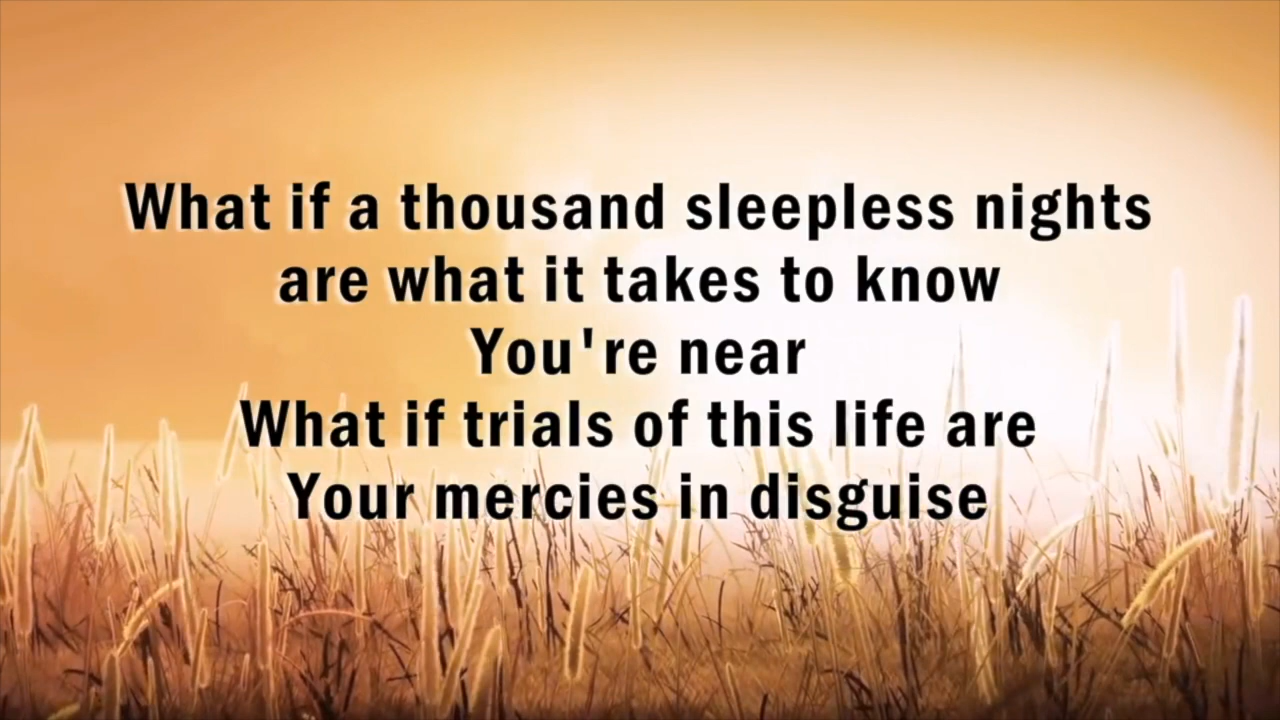 What if a thousand sleepless nights
are what it takes to know
You're near
What if trials of this life are
Your mercies in disguise